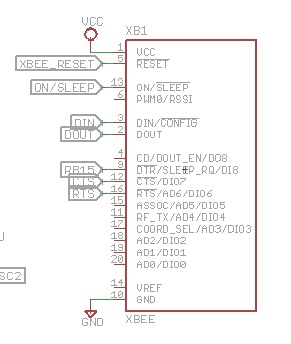 VCC
XB1
1 VCC
XBEE_RESET 5 RESET
ON/SLEEP 13 ON/SLEEP
6 PWM0/RSSI
DIN 3 DIN/CONFIG
DOUT 2 DOUT
4 CD/DOUT_EN/DO8
RB15 9 DTR/SLEEP_RQ/DI8
CTS 12 CTS/DIO7
RTS 16 RTS/AD6/DIO6
15 ASSOC/AD5/DIO5
11 RF_TX/AD4/DIO4
17 COORD_SEL/AD3/DIO3
18 AD2/DIO2
19 AD1/DIO1
20 AD0/DIO0
SC2
14 VREF
10 GND
GND
XBEE